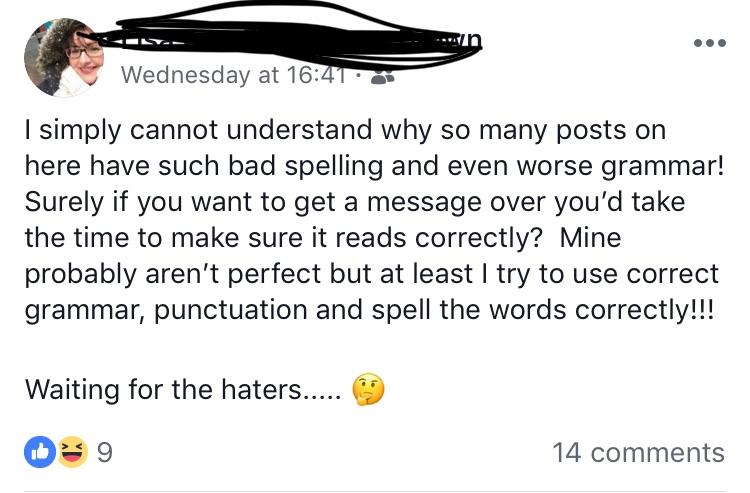 Wednesday at 16:41 ·
I simply cannot understand why so many posts on
here have such bad spelling and even worse grammar!
Surely if you want to get a message over you’d take
the time to make sure it reads correctly?  Mine
probably aren’t perfect but at least I try to use correct
grammar, punctuation and spell the words correctly!!!
Waiting for the haters..... 🤔
9
14 comments